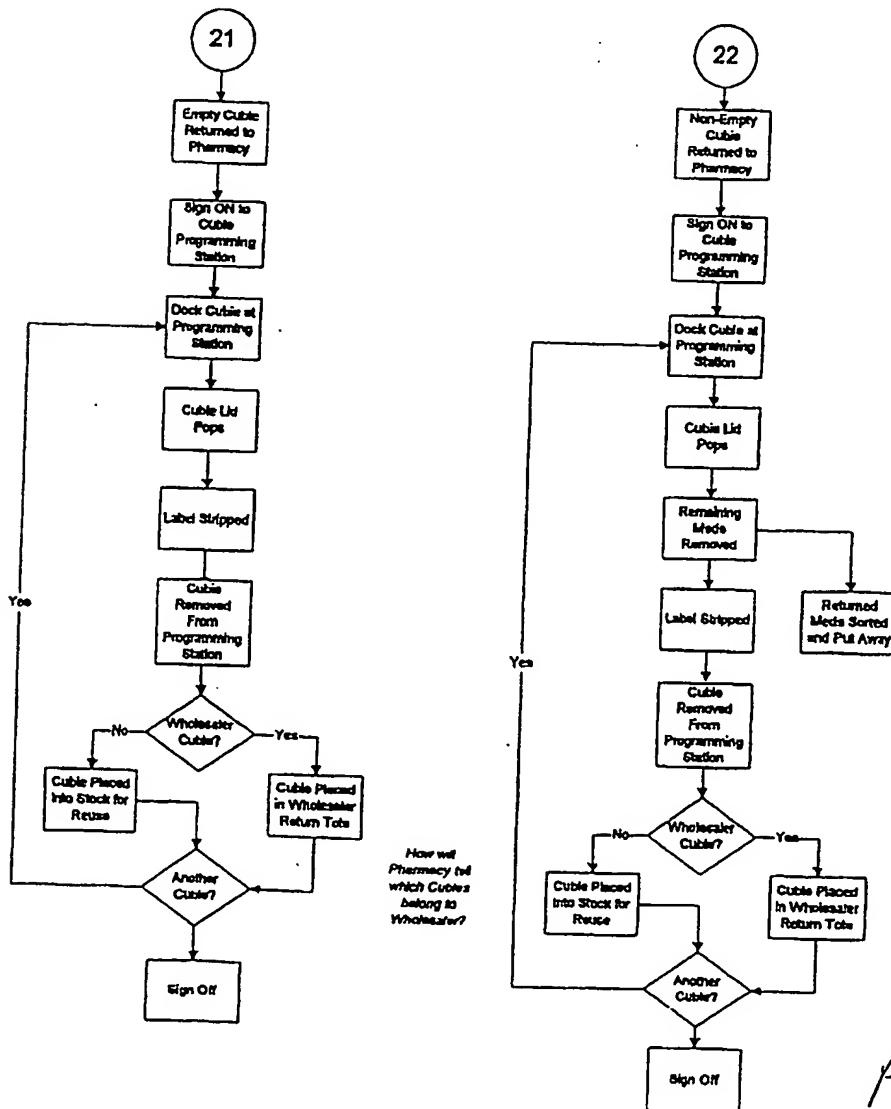 21
Empty Cubie
Returned to
Pharmacy
Sign ON to
Cubie
Programming
Station
Dock Cubie at
Programming
Station
Cubie Lid
Pops
Label Stripped
Cubie
Removed
From
Programming
Station
Yes
Wholesaler
Cubie?
No
Yes
Cubie Placed
Into Stock for
Reuse
Cubie Placed
in Wholesaler
Return Tote
Another
Cubie?
Sign Off
How will
Pharmacy tell
which Cubies
belong to
Wholesaler?
22
Non-Empty
Cubie
Returned to
Pharmacy
Sign ON to
Cubie
Programming
Station
Dock Cubie at
Programming
Station
Cubie Lid
Pops
Remaining
Meds
Removed
Returned
Meds Sorted
and Put Away
Label Stripped
Yes
Cubie
Removed
From
Programming
Station
Wholesaler
Cubie?
No
Yes
Cubie Placed
Into Stock for
Reuse
Cubie Placed
In Wholesaler
Return Tote
Another
Cubie?
Sign Off